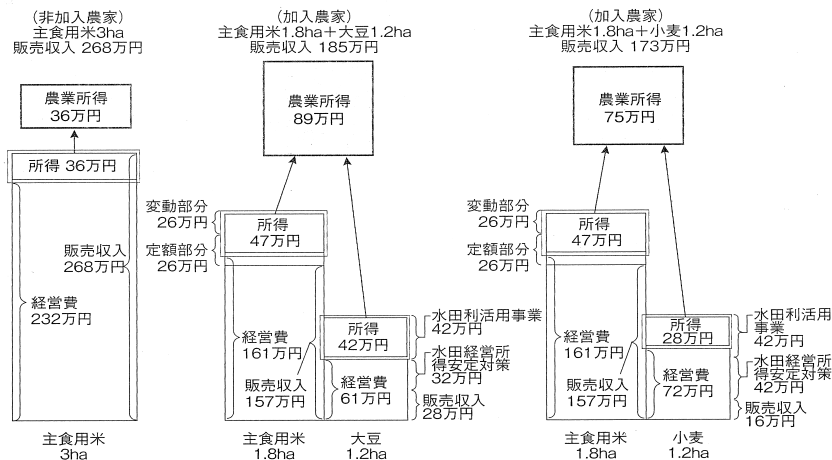 (非加入農家)
主食用米3ha
販売収入 268万円
農業所得
36万円
所得 36万円
販売収入
268万円
経営費
232万円
主食用米
3ha
(加入農家)
主食用米1.8ha＋大豆1.2ha
販売収入 185万円
農業所得
89万円
変動部分
26万円
定額部分
26万円
所得
47万円
経営費
161万円
販売収入
157万円
所得
42万円
経営費
61万円
水田利活用事業
42万円
水田経営所
得安定対策
32万円
販売収入
28万円
主食用米
1.8ha
大豆
1.2ha
(加入農家)
主食用米1.8ha＋小麦1.2ha
販売収入 173万円
農業所得
75万円
変動部分
26万円
定額部分
26万円
所得
47万円
経営費
161万円
販売収入
157万円
所得
28万円
経営費
72万円
水田利活用
事業
42万円
水田経営所
得安定対策
42万円
販売収入
16万円
主食用米
1.8ha
小麦
1.2ha